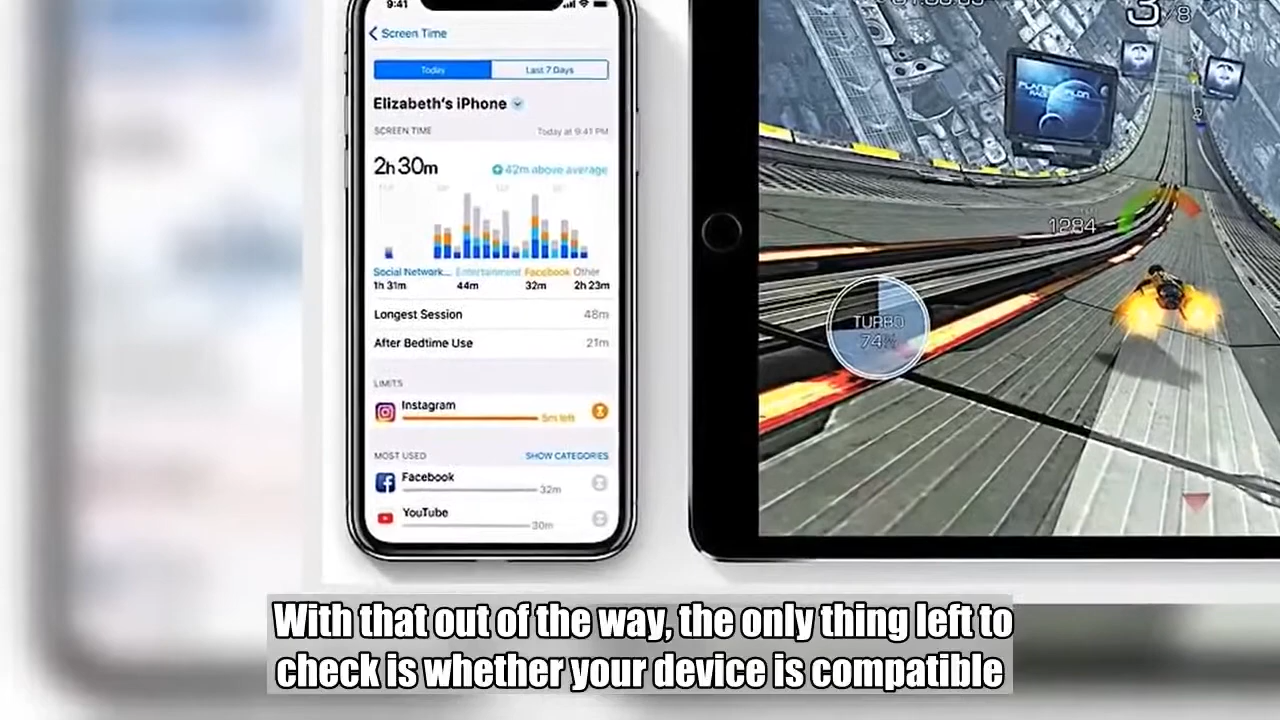 9:41
Screen Time
Today
Last 7 Days
Elizabeth's iPhone
SCREEN TIME
Today at 9:41 PM
2h 30m
42m above average
Social Network... Entertainment Facebook Other
1h 31m 44m 32m 2h 23m
Longest Session 48m
After Bedtime Use 21m
LIMITS
Instagram
5m left
MOST USED SHOW CATEGORIES
Facebook
32m
YouTube
30m
3/8
2
1284
TURBO
74%
With that out of the way, the only thing left to
check is whether your device is compatible